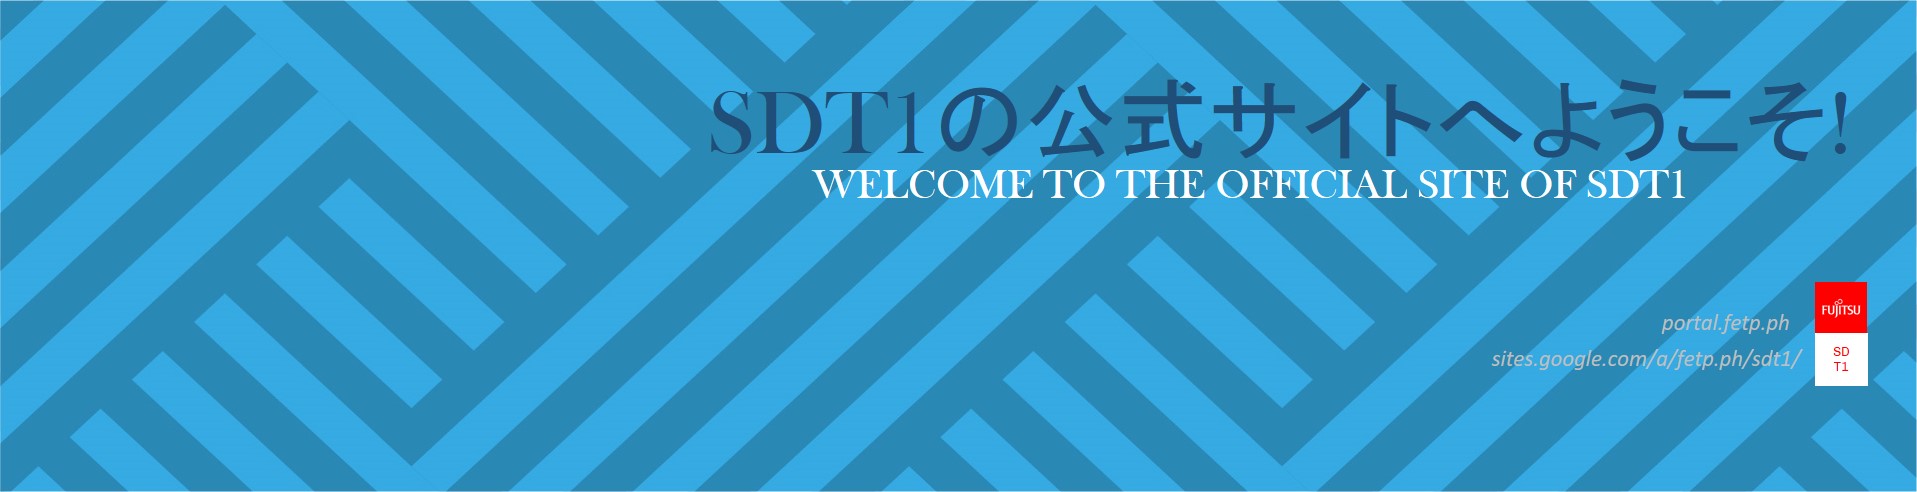 SDT1の公式サイトへようこそ!
WELCOME TO THE OFFICIAL SITE OF SDT1
portal.fetp.ph
sites.google.com/a/fetp.ph/sdt1/
FUJITSU
SD
T1